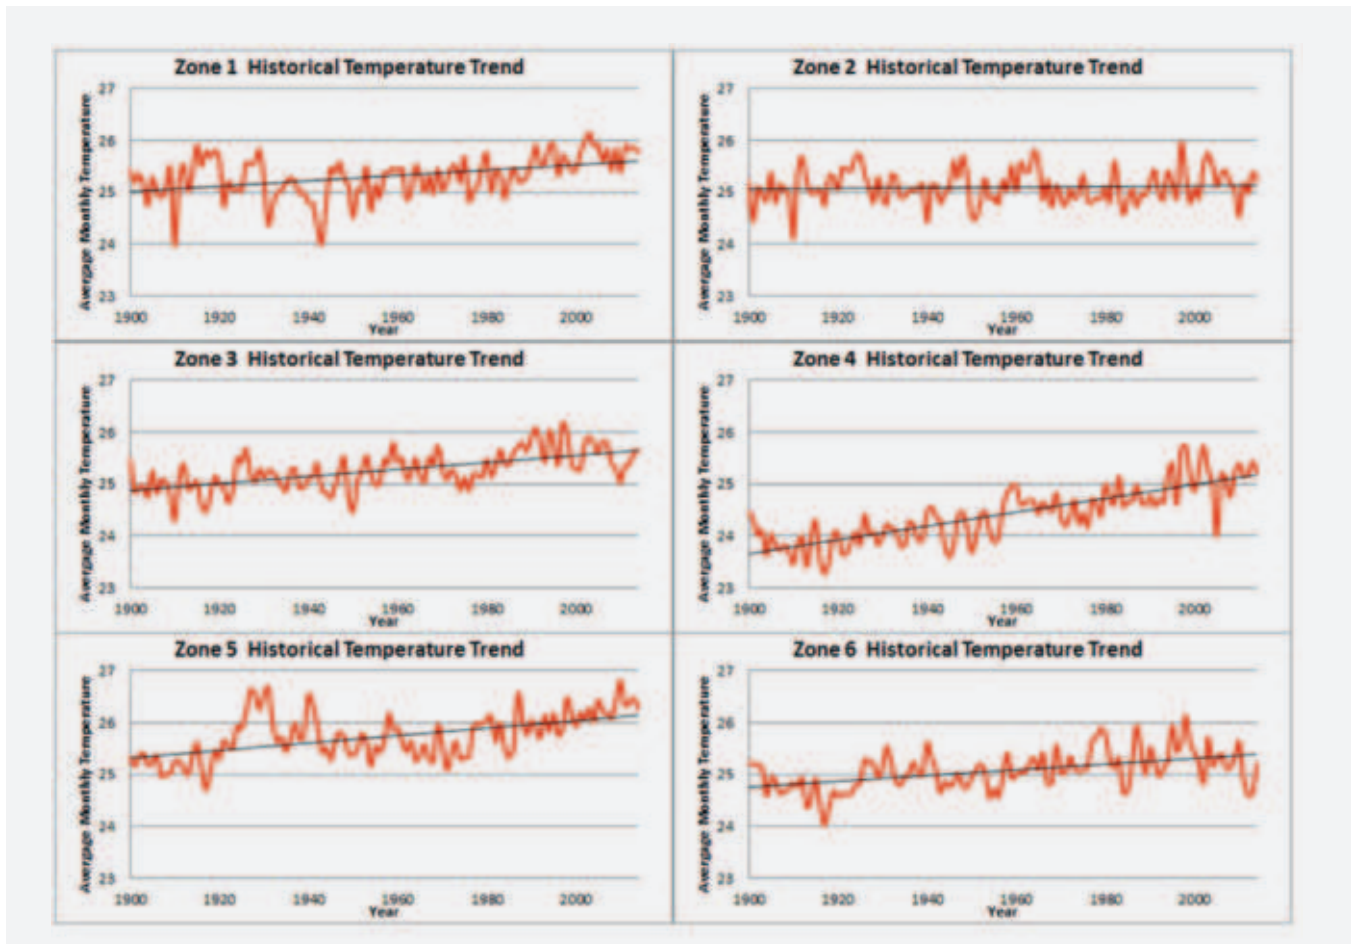 Zone 1 Historical Temperature Trend
Avergage Monthly Temperature
27
26
25
24
23
1900 1920 1940 1960 1980 2000
Year
Zone 2 Historical Temperature Trend
Avergage Monthly Temperature
27
26
25
24
23
1900 1920 1940 1960 1980 2000
Year
Zone 3 Historical Temperature Trend
Avergage Monthly Temperature
27
26
25
24
23
1900 1920 1940 1960 1980 2000
Year
Zone 4 Historical Temperature Trend
Avergage Monthly Temperature
27
26
25
24
23
1900 1920 1940 1960 1980 2000
Year
Zone 5 Historical Temperature Trend
Avergage Monthly Temperature
27
26
25
24
23
1900 1920 1940 1960 1980 2000
Year
Zone 6 Historical Temperature Trend
Avergage Monthly Temperature
27
26
25
24
23
1900 1920 1940 1960 1980 2000
Year